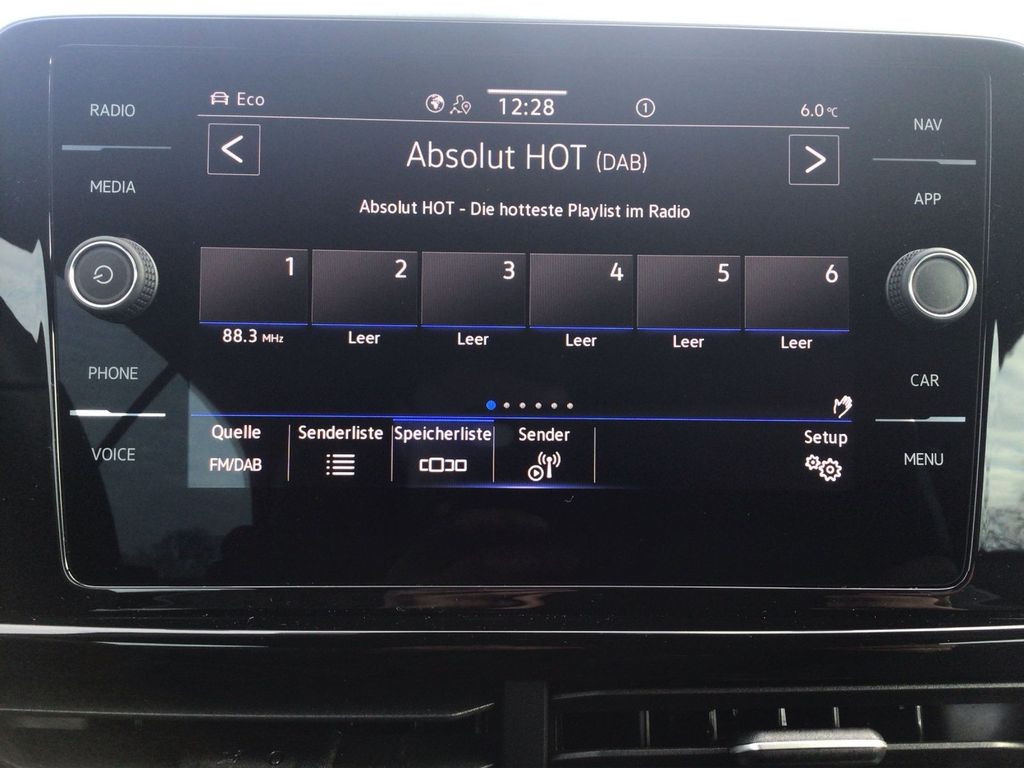 RADIO
MEDIA
PHONE
VOICE
Eco
12:28
1
6.0 °C
<
Absolut HOT (DAB)
>
Absolut HOT - Die hotteste Playlist im Radio
1 2 3 4 5 6
88.3 MHz Leer Leer Leer Leer Leer
Quelle Senderliste Speicherliste Sender Setup
FM/DAB
NAV
APP
CAR
MENU